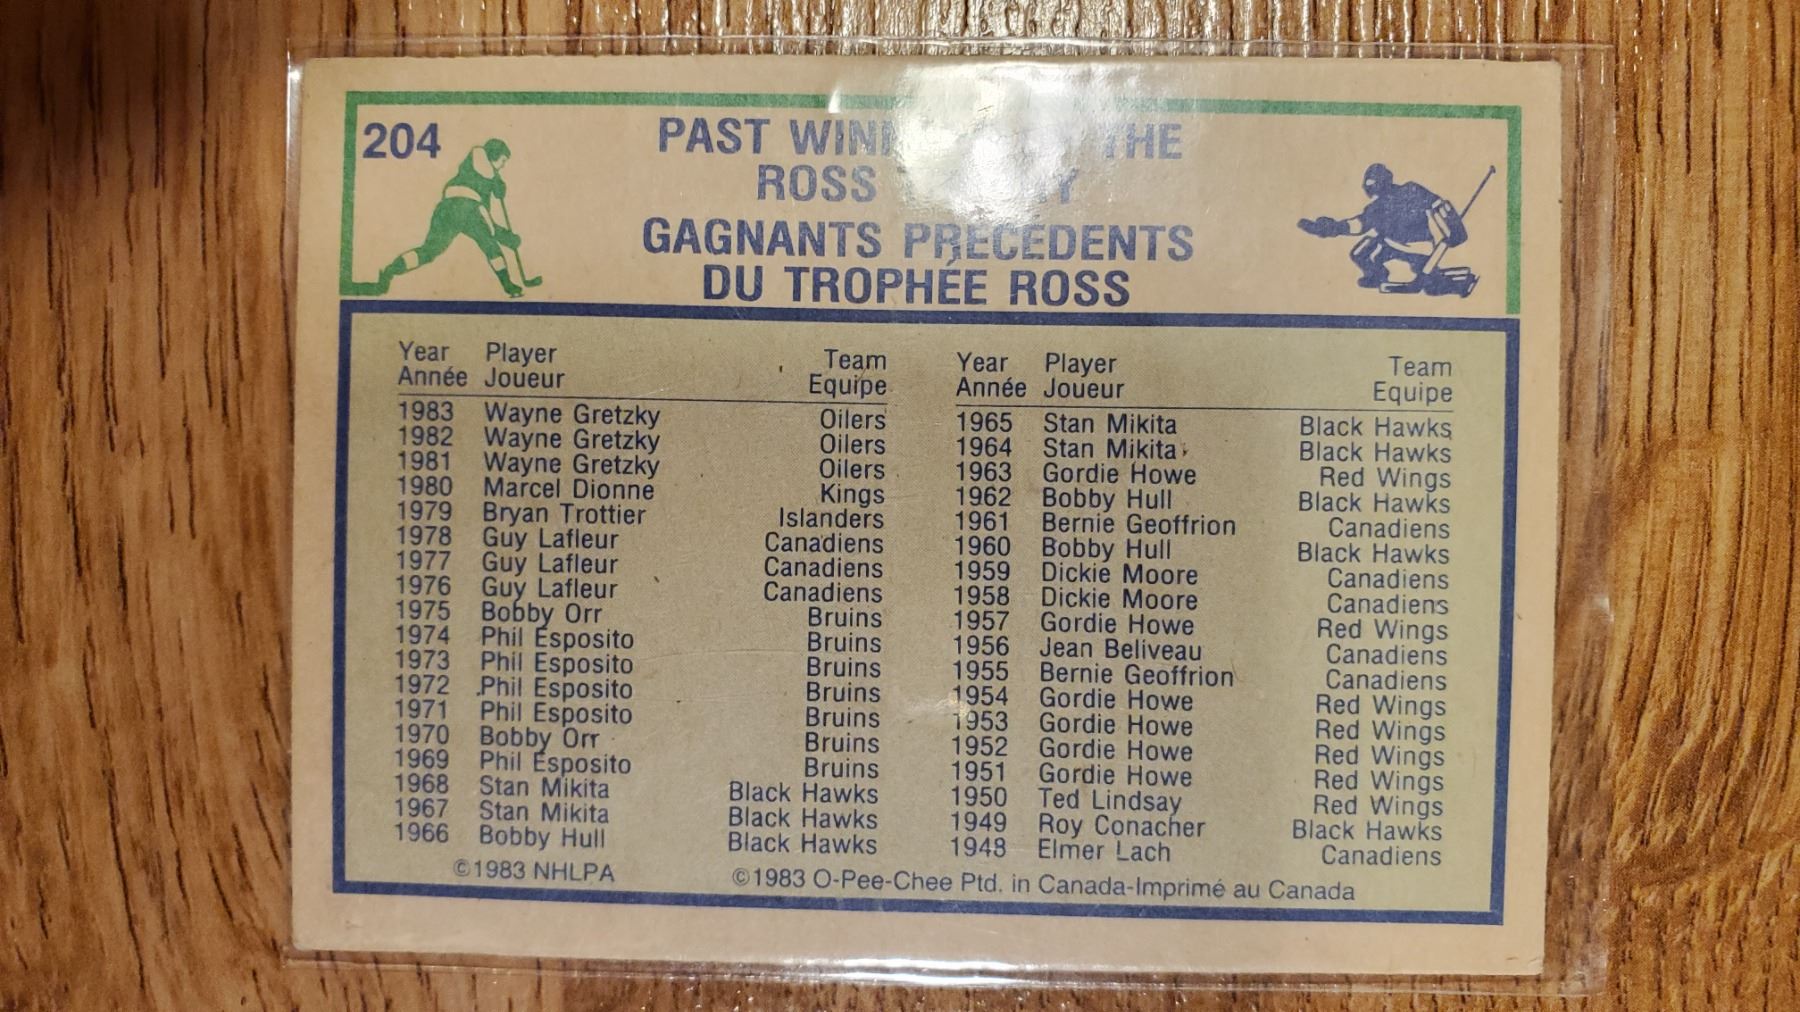 204
PAST THE
ROSS
GAGNANTS PRÉCÉDENTS
DU TROPHÉE ROSS
Year Player Team
Année Joueur Equipe
1983 Wayne Gretzky Oilers
1982 Wayne Gretzky Oilers
1981 Wayne Gretzky Oilers
1980 Marcel Dionne Kings
1979 Bryan Trottier Islanders
1978 Guy Lafleur Canadiens
1977 Guy Lafleur Canadiens
1976 Guy Lafleur Canadiens
1975 Bobby Orr Bruins
1974 Phil Esposito Bruins
1973 Phil Esposito Bruins
1972 Phil Esposito Bruins
1971 Phil Esposito Bruins
1970 Bobby Orr Bruins
1969 Phil Esposito Bruins
1968 Stan Mikita Black Hawks
1967 Stan Mikita Black Hawks
1966 Bobby Hull Black Hawks
Year Player Team
Année Joueur Equipe
1965 Stan Mikita Black Hawks
1964 Stan Mikita Black Hawks
1963 Gordie Howe Red Wings
1962 Bobby Hull Black Hawks
1961 Bernie Geoffrion Canadiens
1960 Bobby Hull Black Hawks
1959 Dickie Moore Canadiens
1958 Dickie Moore Canadiens
1957 Gordie Howe Red Wings
1956 Jean Beliveau Canadiens
1955 Bernie Geoffrion Canadiens
1954 Gordie Howe Red Wings
1953 Gordie Howe Red Wings
1952 Gordie Howe Red Wings
1951 Gordie Howe Red Wings
1950 Ted Lindsay Red Wings
1949 Roy Conacher Black Hawks
1948 Elmer Lach Canadiens
©1983 NHLPA
©1983 O-Pee-Chee Ptd. in Canada-Imprimé au Canada